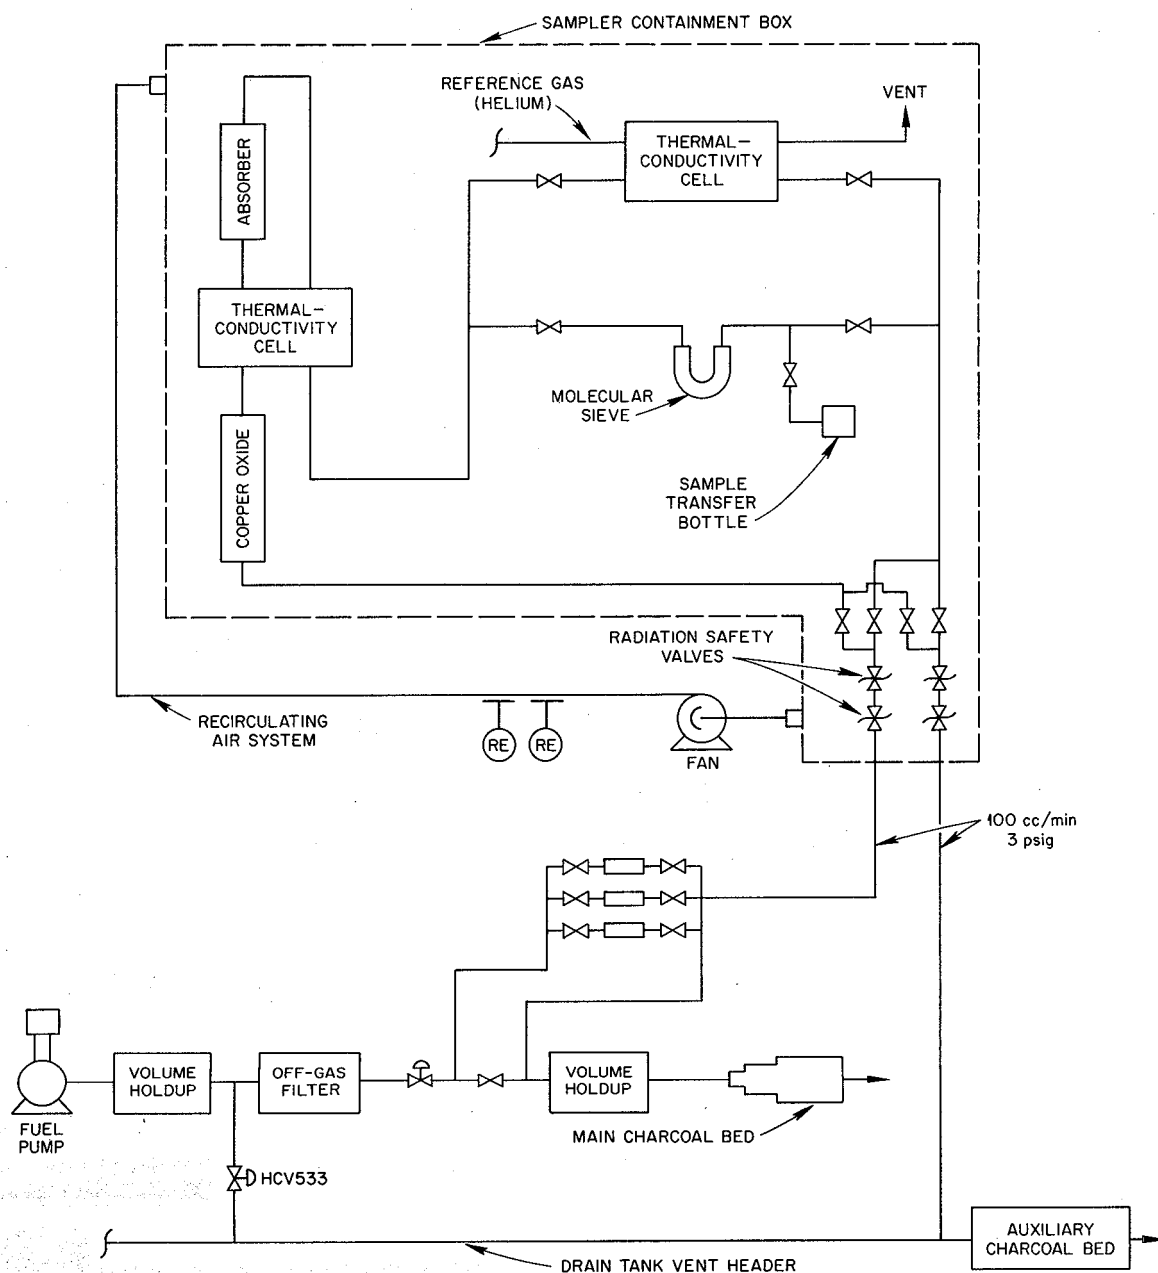 SAMPLER CONTAINMENT BOX
REFERENCE GAS
(HELIUM)
VENT
THERMAL—
CONDUCTIVITY
CELL
ABSORBER
THERMAL—
CONDUCTIVITY
CELL
MOLECULAR
SIEVE
COPPER OXIDE
SAMPLE
TRANSFER
BOTTLE
RADIATION SAFETY
VALVES
RECIRCULATING
AIR SYSTEM
RE
RE
FAN
100 cc/min
3 psig
VOLUME
HOLDUP
OFF-GAS
FILTER
VOLUME
HOLDUP
FUEL
PUMP
MAIN CHARCOAL BED
HCV533
AUXILIARY
CHARCOAL BED
DRAIN TANK VENT HEADER